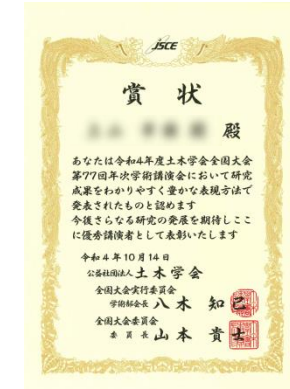 JSCE
賞状
殿
あなたは令和4年度土木学会全国大会
第77回年次学術講演会において研究
成果をわかりやすく豊かな表現方法で
発表されたものと認めます
今後さらなる研究の発展を期待しここ
に優秀講演者として表彰いたします
令和4年10月14日
公益社団法人土木学会
全国大会実行委員会
学術部会長 八木 知己
全国大会委員会
委員長 山本 貴士